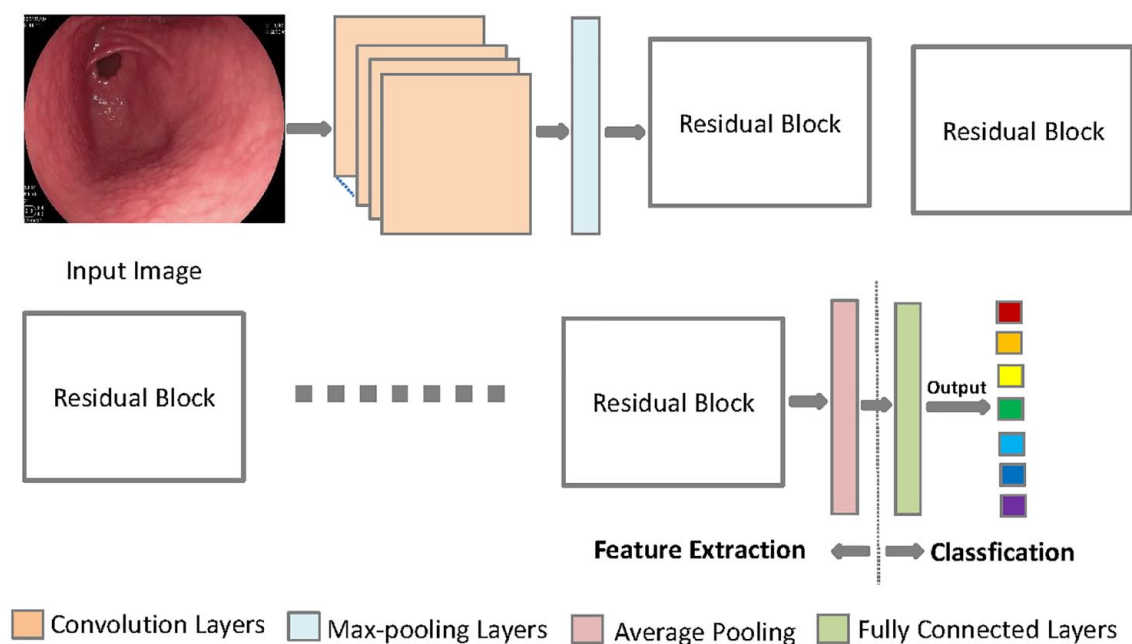 Residual Block
Residual Block
Input Image
Residual Block
Residual Block
Output
Feature Extraction
Classfication
Convolution Layers
Max-pooling Layers
Average Pooling
Fully Connected Layers